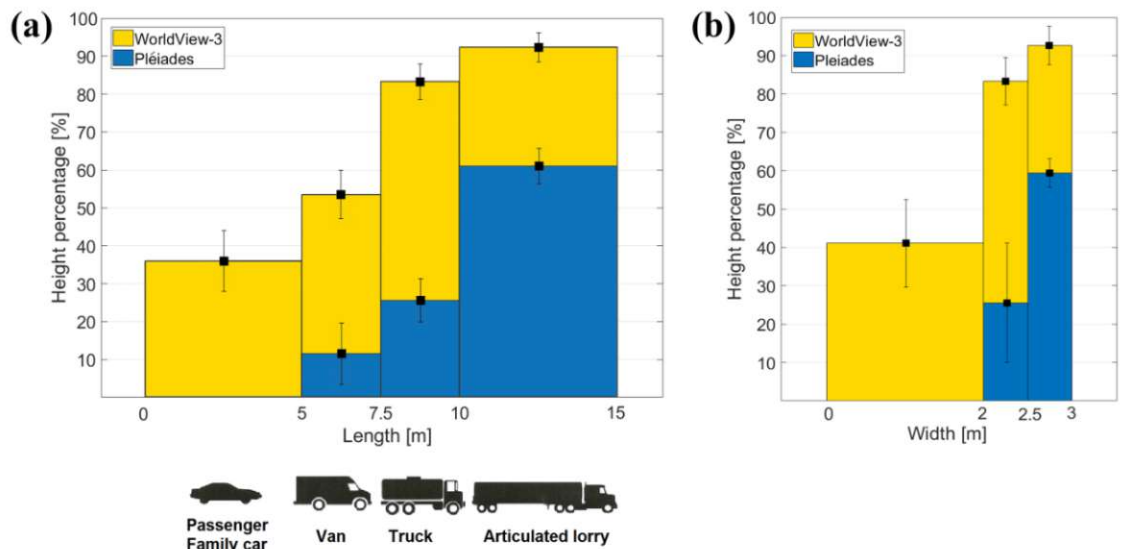 (a)
100
90
80
70
60
50
40
30
20
10
Height percentage [%]
WorldView-3
Pléiades
0
5
7.5
10
15
Length [m]
Passenger
Family car
Van
Truck
Articulated lorry
(b)
100
90
80
70
60
50
40
30
20
10
Height percentage [%]
WorldView-3
Pleiades
0
2
2.5
3
Width [m]